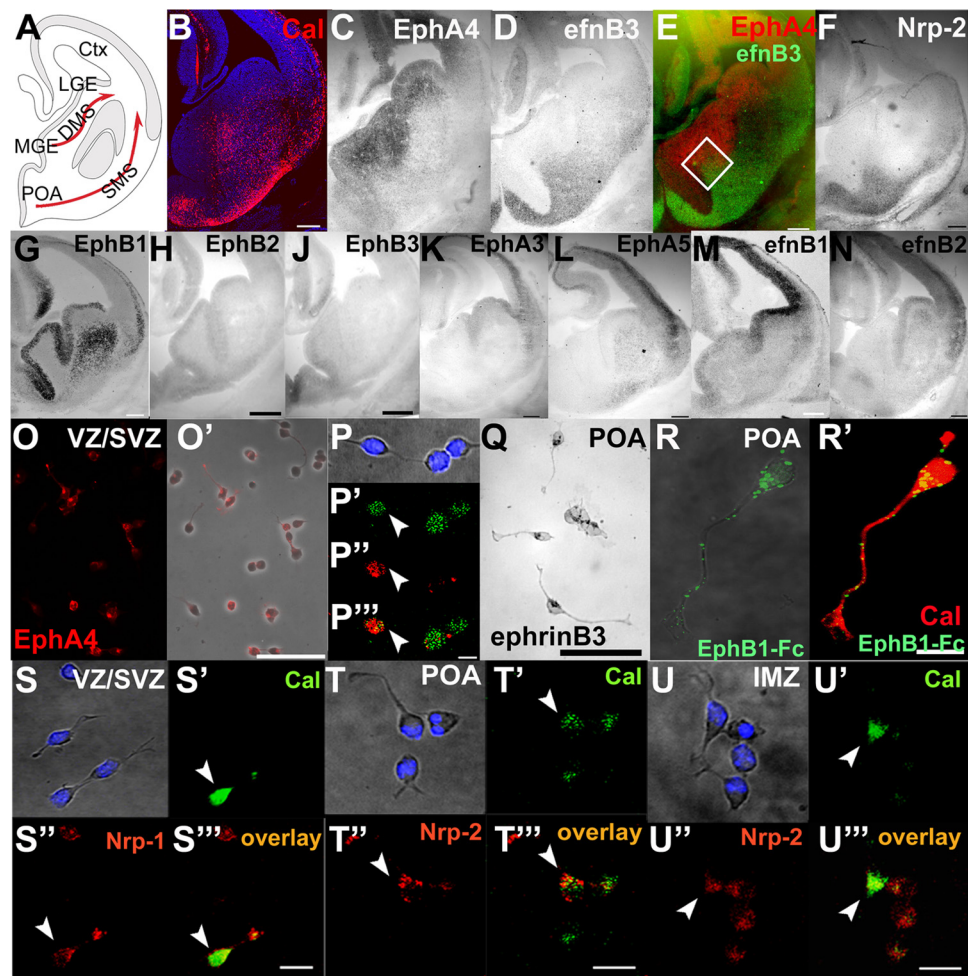 A
Ctx
LGE
DMS
MGE
SMS
POA
B
Cal
C
EphA4
D
efnB3
E
EphA4
efnB3
F
Nrp-2
G
EphB1
H
EphB2
J
EphB3
K
EphA3
L
EphA5
M
efnB1
N
efnB2
O
VZ/SVZ
EphA4
O'
P
P'
P''
P'''
Q
POA
ephrinB3
R
POA
EphB1-Fc
R'
Cal
EphB1-Fc
S
VZ/SVZ
S'
Cal
T
POA
T'
Cal
U
IMZ
U'
Cal
S''
Nrp-1
S'''
overlay
T''
Nrp-2
T'''
overlay
U''
Nrp-2
U'''
overlay